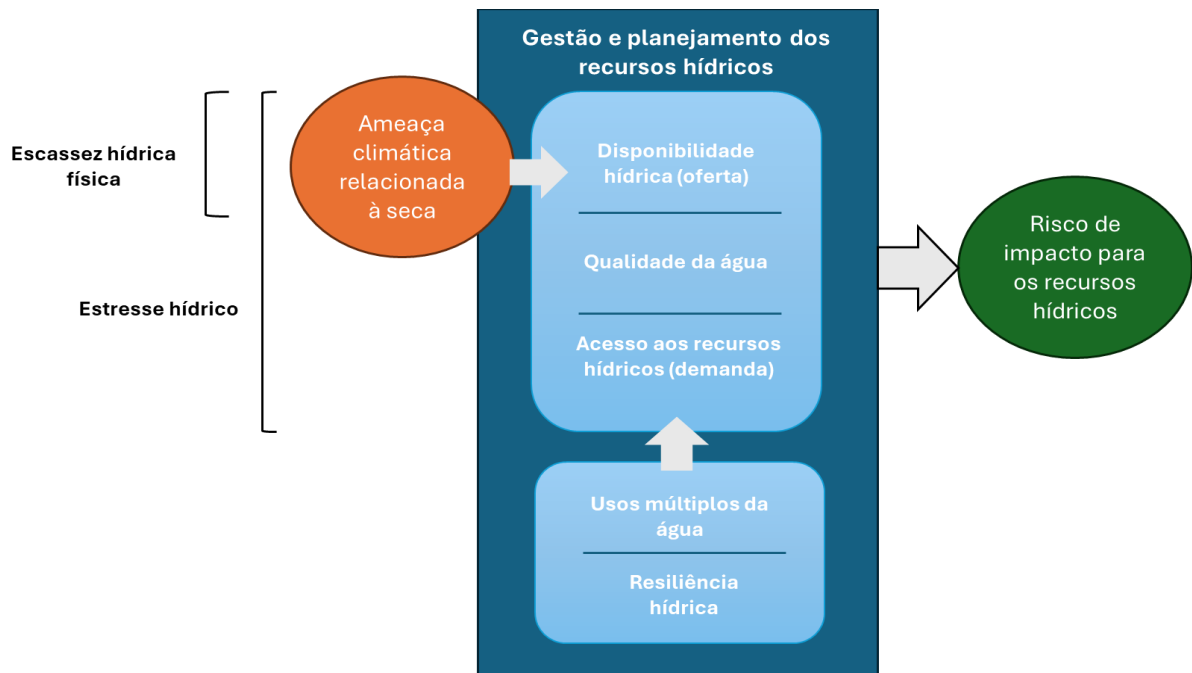 Gestão e planejamento dos
recursos hídricos
Escassez hídrica
física
Estresse hídrico
Ameaça
climática
relacionada
à seca
Disponibilidade
hídrica (oferta)
Qualidade da água
Acesso aos recursos
hídricos (demanda)
Usos múltiplos da
água
Resiliência
hídrica
Risco de
impacto para
os recursos
hídricos